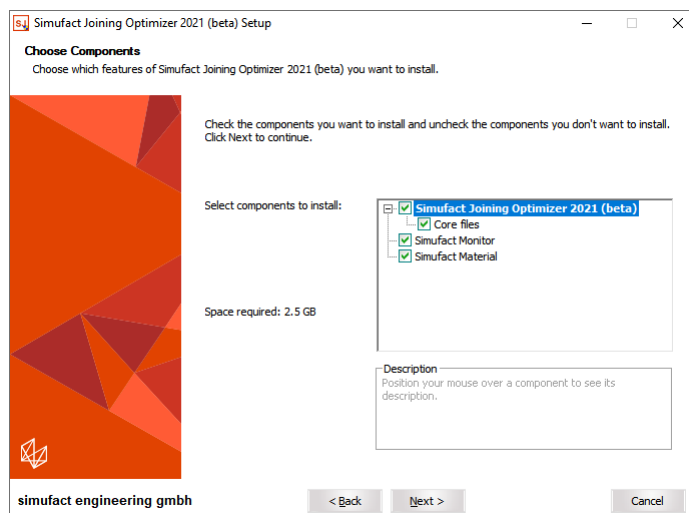 Simufact Joining Optimizer 2021 (beta) Setup
Choose Components
Choose which features of Simufact Joining Optimizer 2021 (beta) you want to install.
Check the components you want to install and uncheck the components you don't want to install.
Click Next to continue.
Select components to install:
Simufact Joining Optimizer 2021 (beta)
Core files
Simufact Monitor
Simufact Material
Space required: 2.5 GB
Description
Position your mouse over a component to see its
description.
simufact engineering gmbh
< Back
Next >
Cancel